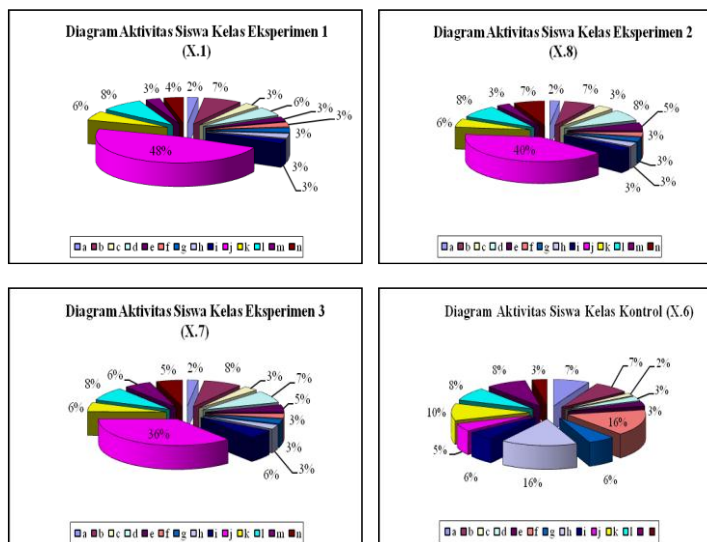 Diagram Aktivitas Siswa Kelas Eksperimen 1
(X.1)
8% 3% 4% 2% 7%
3%
6%
6%
3%
3%
3%
48%
3%
3%
a b c d e f g h i j k l m n
Diagram Aktivitas Siswa Kelas Eksperimen 2
(X.8)
8% 3% 7% 2% 7%
3%
8%
5%
6%
3%
40%
3%
3%
3%
a b c d e f g h i j k l m n
Diagram Aktivitas Siswa Kelas Eksperimen 3
(X.7)
6% 5% 2% 8%
3%
7%
8%
5%
6%
3%
36%
3%
3%
6%
a b c d e f g h i j k l m n
Diagram Aktivitas Siswa Kelas Kontrol (X.6)
8% 3% 7%
7%
2%
8%
3%
10%
16%
3%
5%
6%
16%
6%
a b c d e f g h i j k l